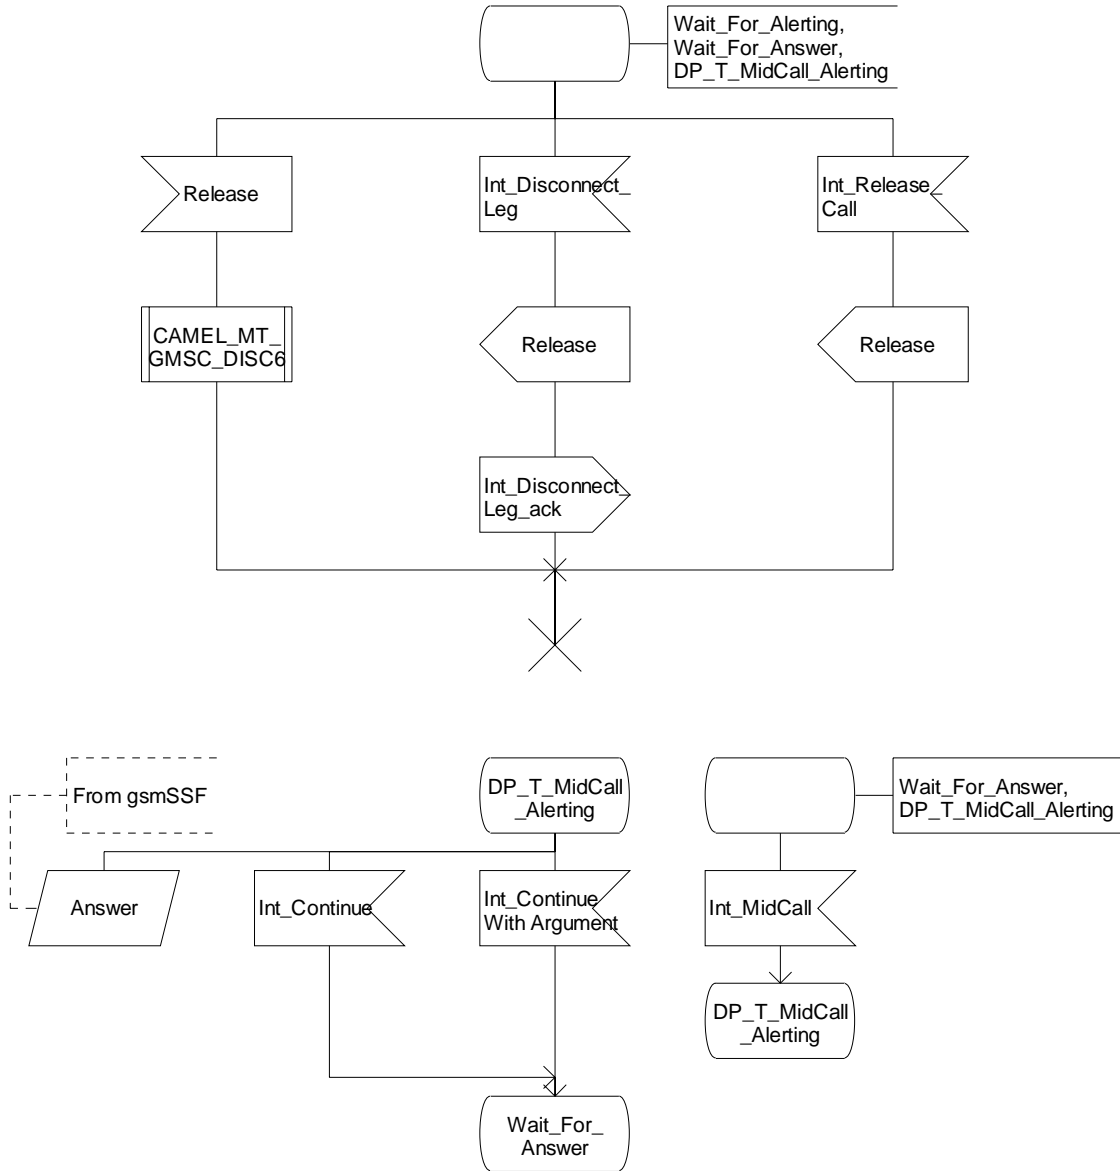 Wait_For_Alerting,
Wait_For_Answer,
DP_T_MidCall_Alerting
Release
Int_Disconnect_
Leg
Int_Release_
Call
CAMEL_MT_
GMSC_DISC6
Release
Release
Int_Disconnect_
Leg_ack
From gsmSSF
DP_T_MidCall
_Alerting
Wait_For_Answer,
DP_T_MidCall_Alerting
Answer
Int_Continue
Int_Continue_
With Argument
Int_MidCall
DP_T_MidCall
_Alerting
Wait_For_
Answer